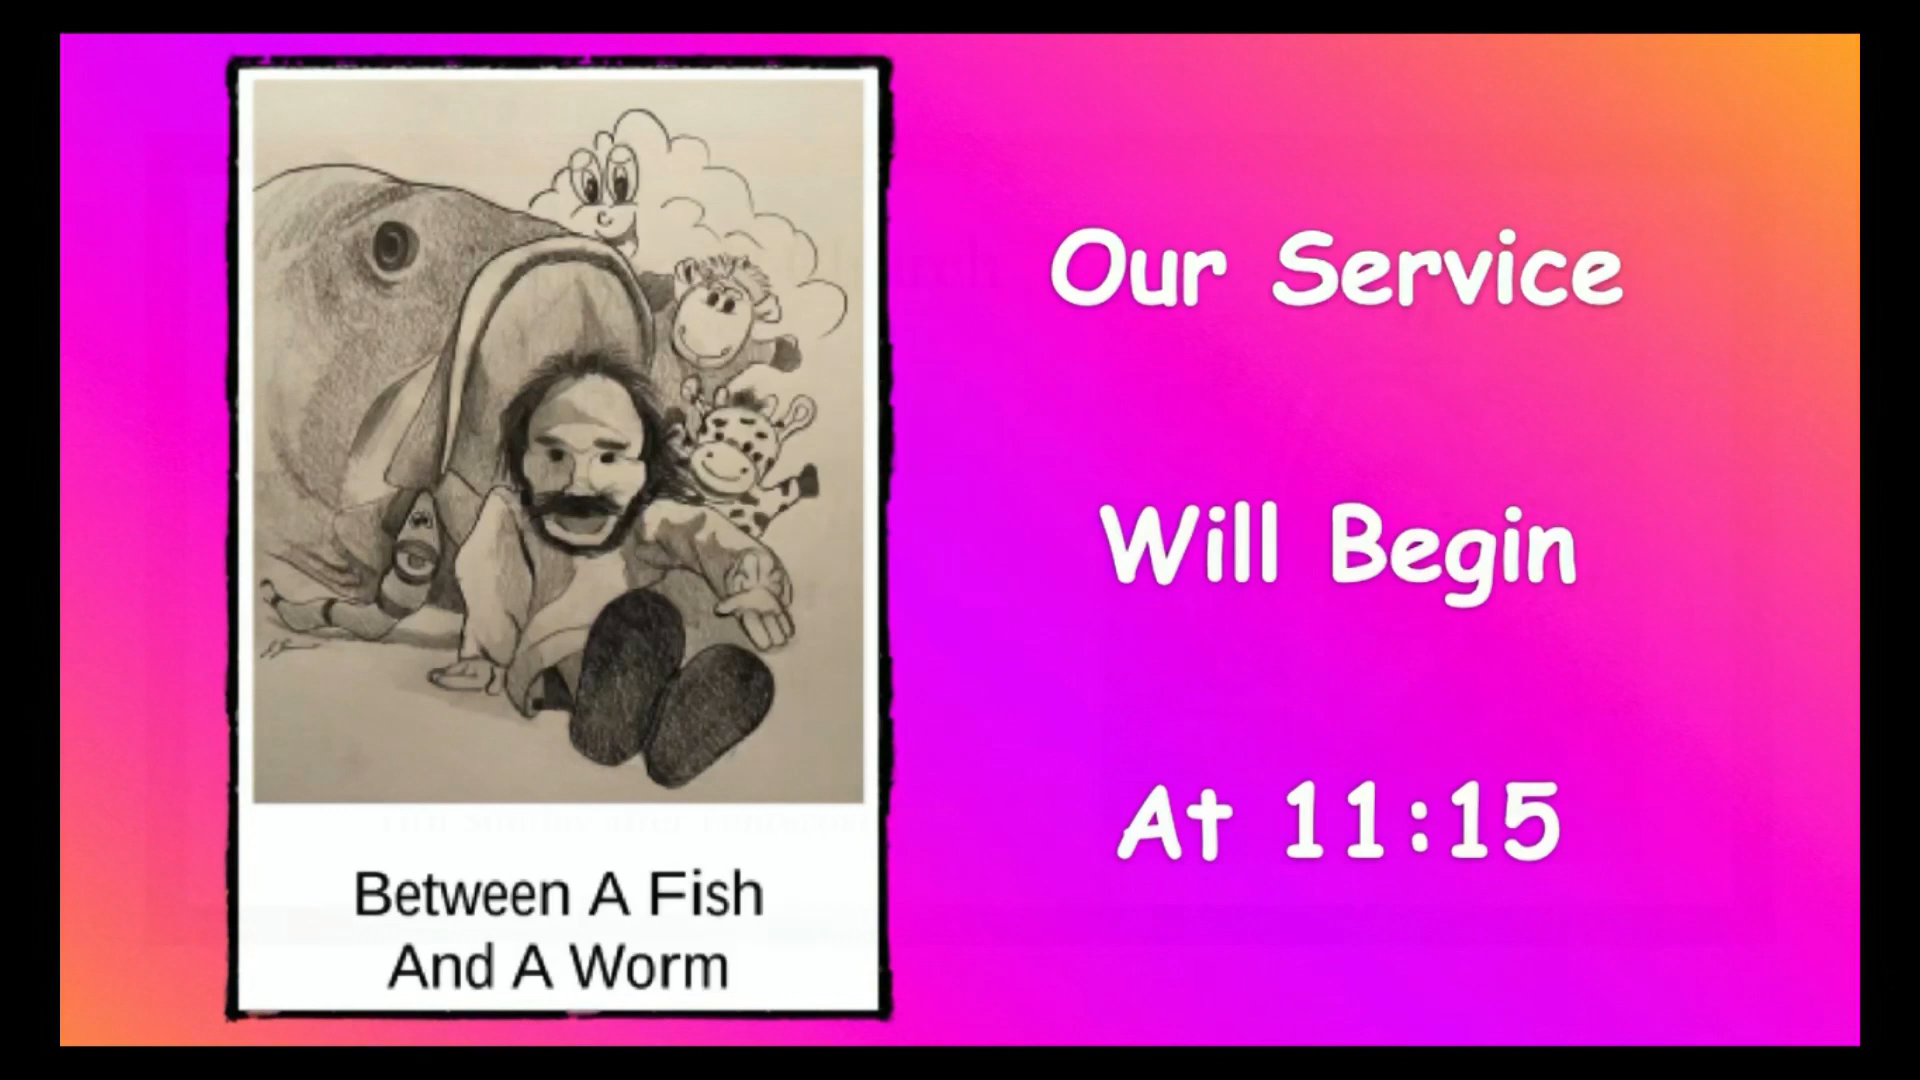 Between A Fish
And A Worm
Our Service
Will Begin
At 11:15